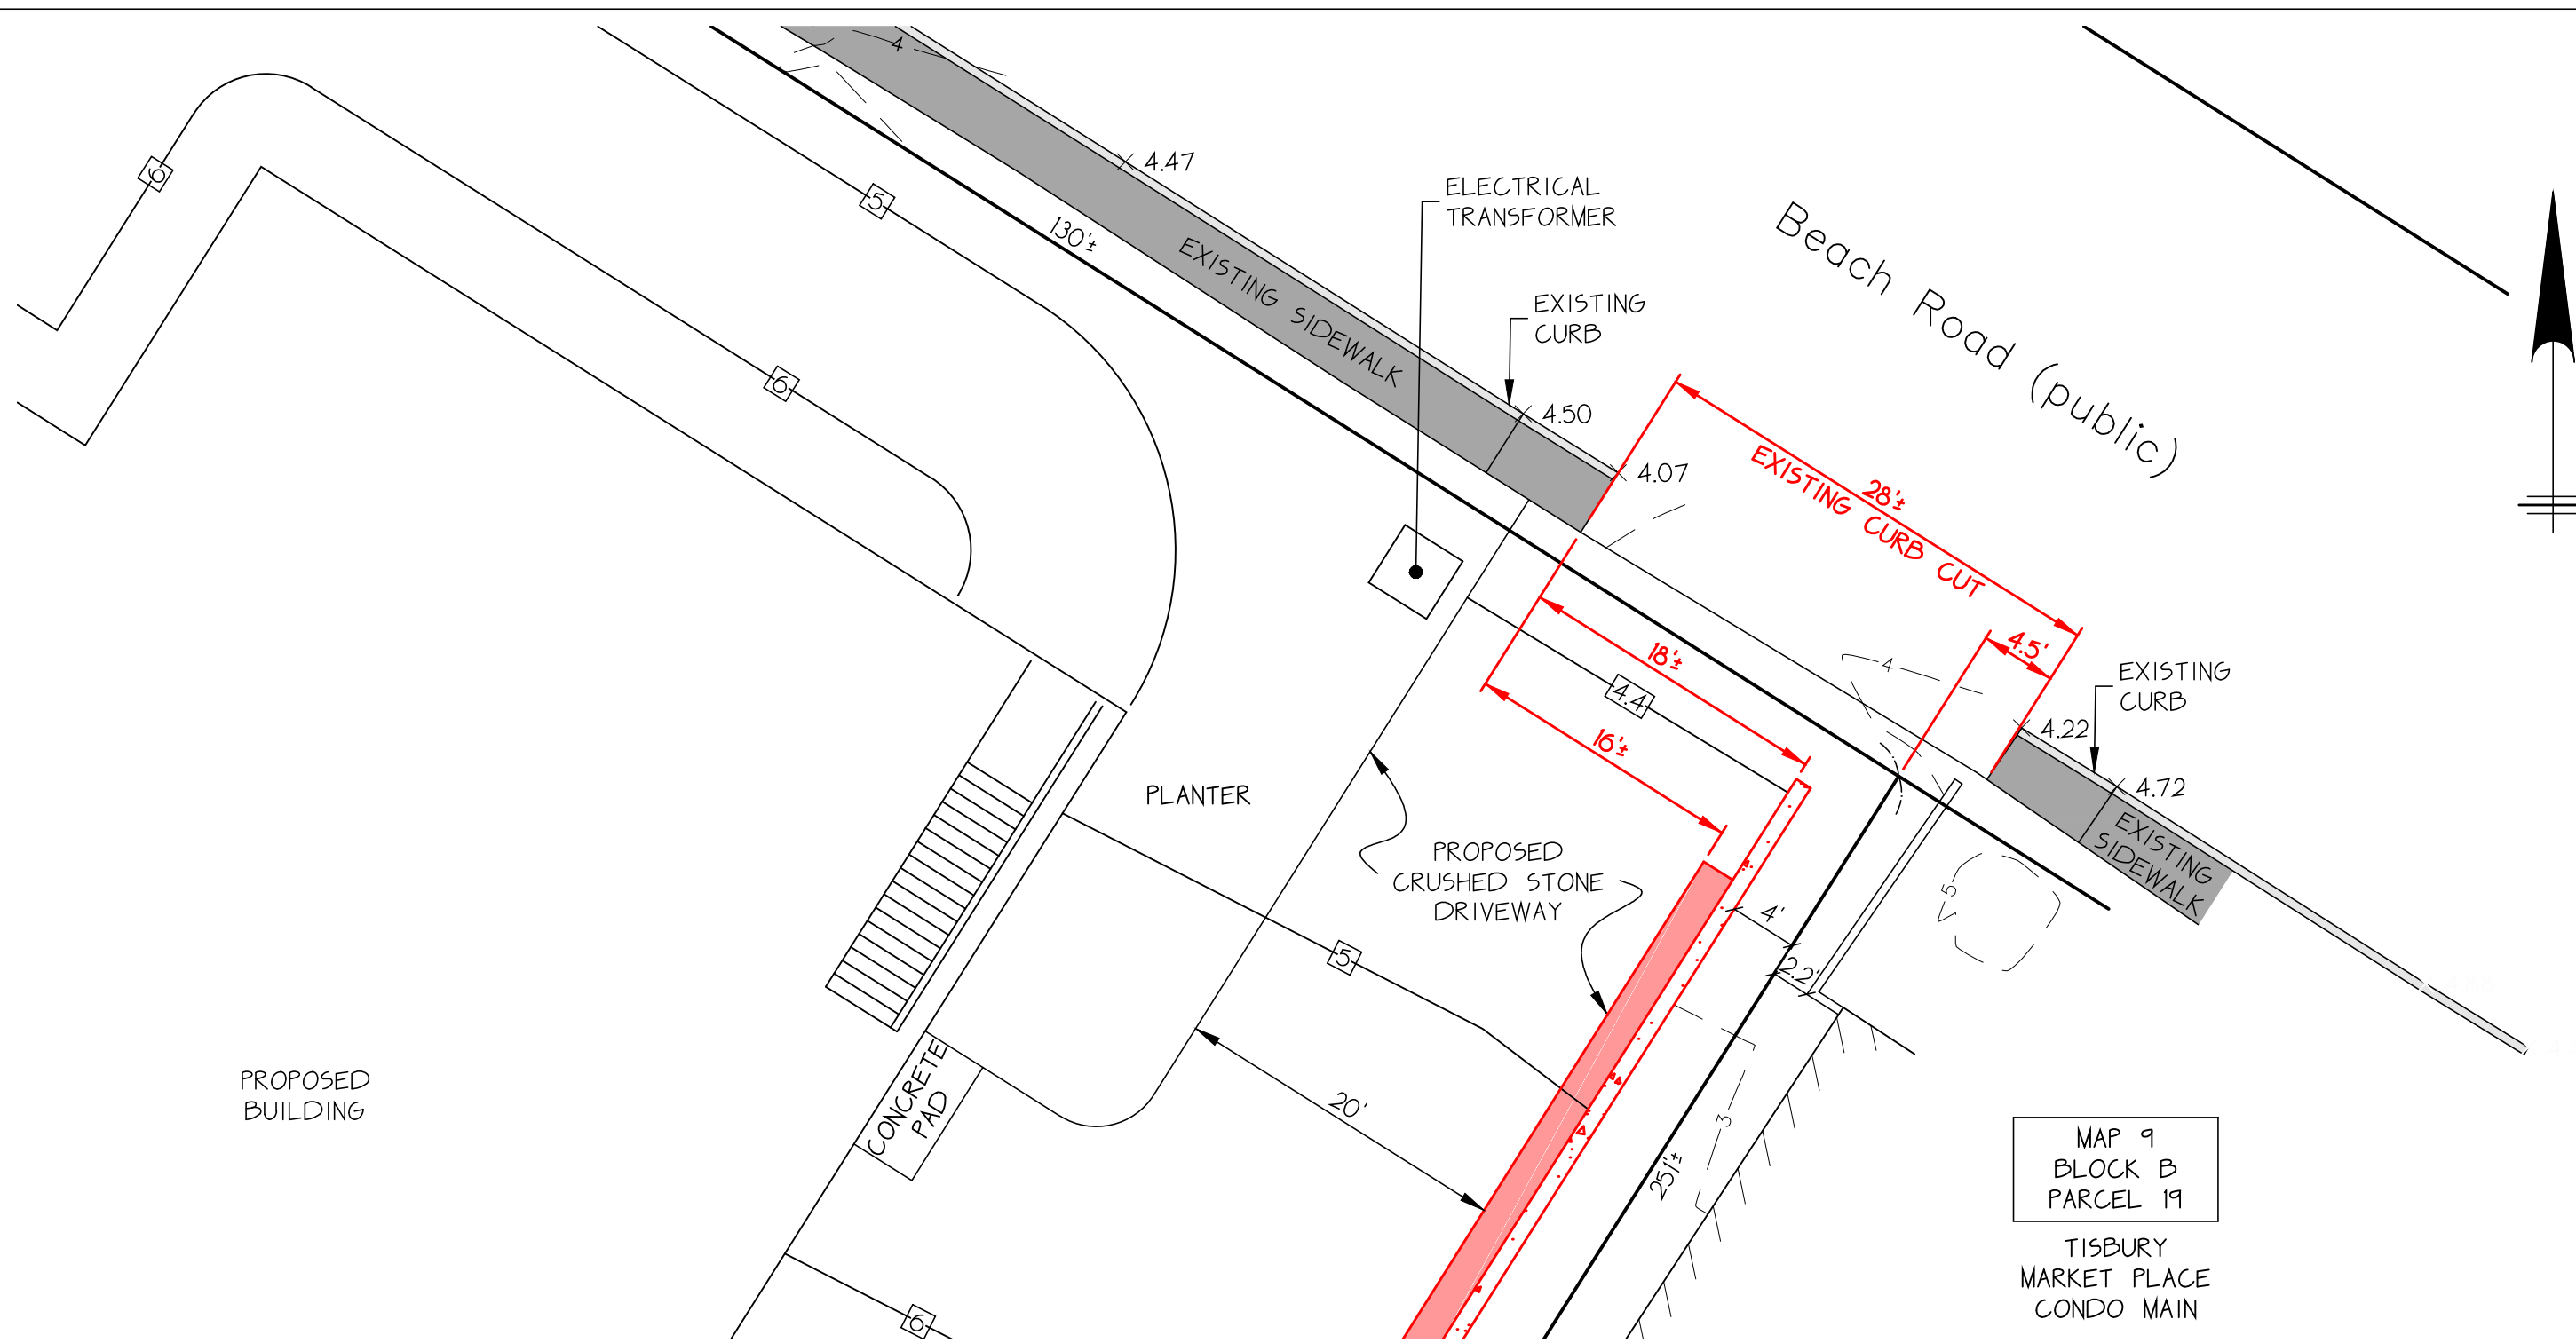 4
4.47
6
5
130'±
EXISTING SIDEWALK
ELECTRICAL
TRANSFORMER
Beach Road (public)
EXISTING
CURB
6
4.50
4.07
28'±
EXISTING CURB CUT
4.5'
18'±
4
EXISTING
CURB
4.4
16'±
4.22
4.72
PLANTER
EXISTING
SIDEWALK
PROPOSED
CRUSHED STONE
DRIVEWAY
5
4'
5
2.2'
PROPOSED
BUILDING
CONCRETE
PAD
20'
3
251'±
MAP 9
BLOCK B
PARCEL 19
TISBURY
MARKET PLACE
CONDO MAIN
6